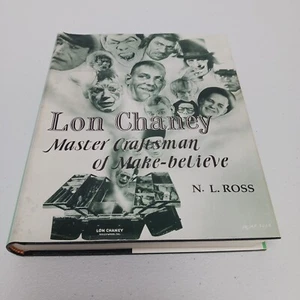 Lon Chaney
Master Craftsman
of Make-believe
N. L. ROSS
LON CHANEY